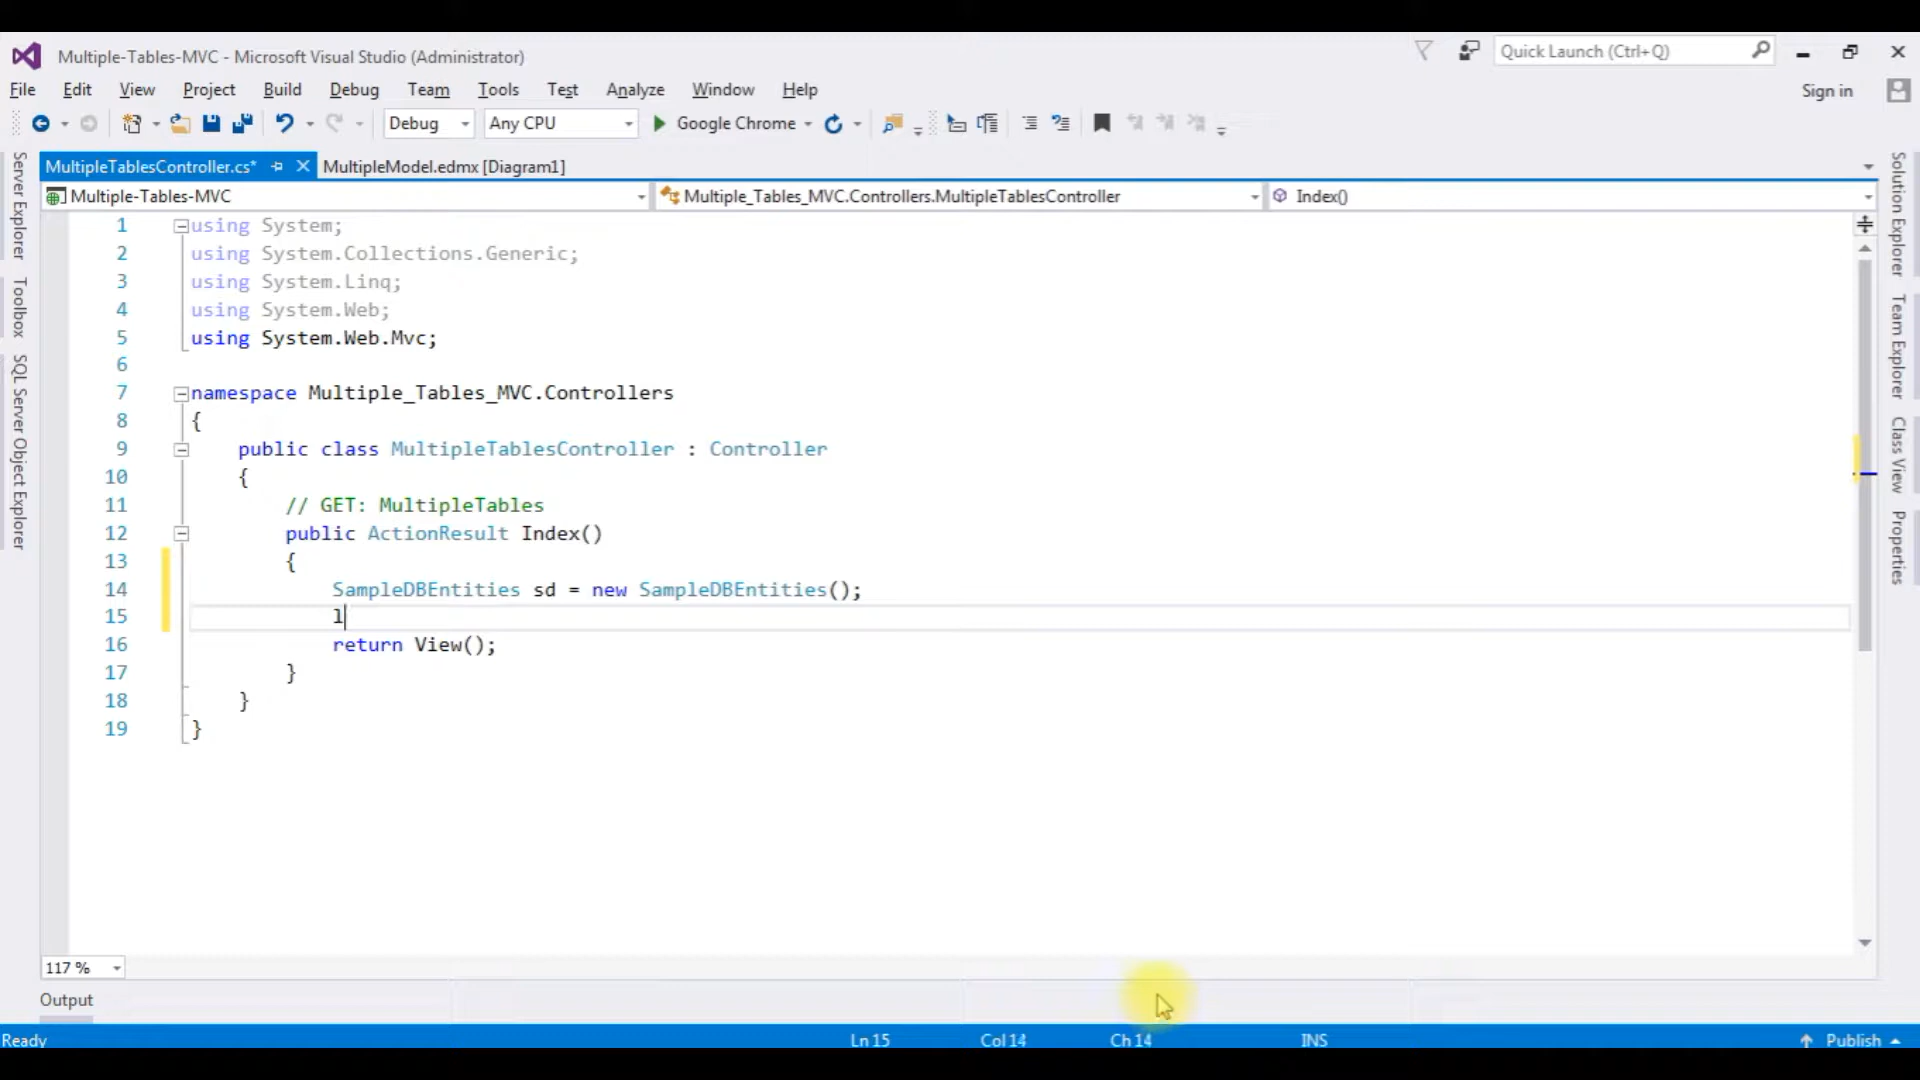 Multiple-Tables-MVC - Microsoft Visual Studio (Administrator)
Quick Launch (Ctrl+Q)
File Edit View Project Build Debug Team Tools Test Analyze Window Help
Sign in
Debug Any CPU Google Chrome
MultipleTablesController.cs* MultipleModel.edmx [Diagram1]
Multiple-Tables-MVC Multiple_Tables_MVC.Controllers.MultipleTablesController Index()
Server Explorer
Toolbox
SQL Server Object Explorer
1 using System;
2 using System.Collections.Generic;
3 using System.Linq;
4 using System.Web;
5 using System.Web.Mvc;
6
7 namespace Multiple_Tables_MVC.Controllers
8 {
9 public class MultipleTablesController : Controller
10 {
11 // GET: MultipleTables
12 public ActionResult Index()
13 {
14 SampleDBEntities sd = new SampleDBEntities();
15 l
16 return View();
17 }
18 }
19 }
Solution Explorer
Team Explorer
Class View
Properties
117 %
Output
Ready Ln 15 Col 14 Ch 14 INS Publish